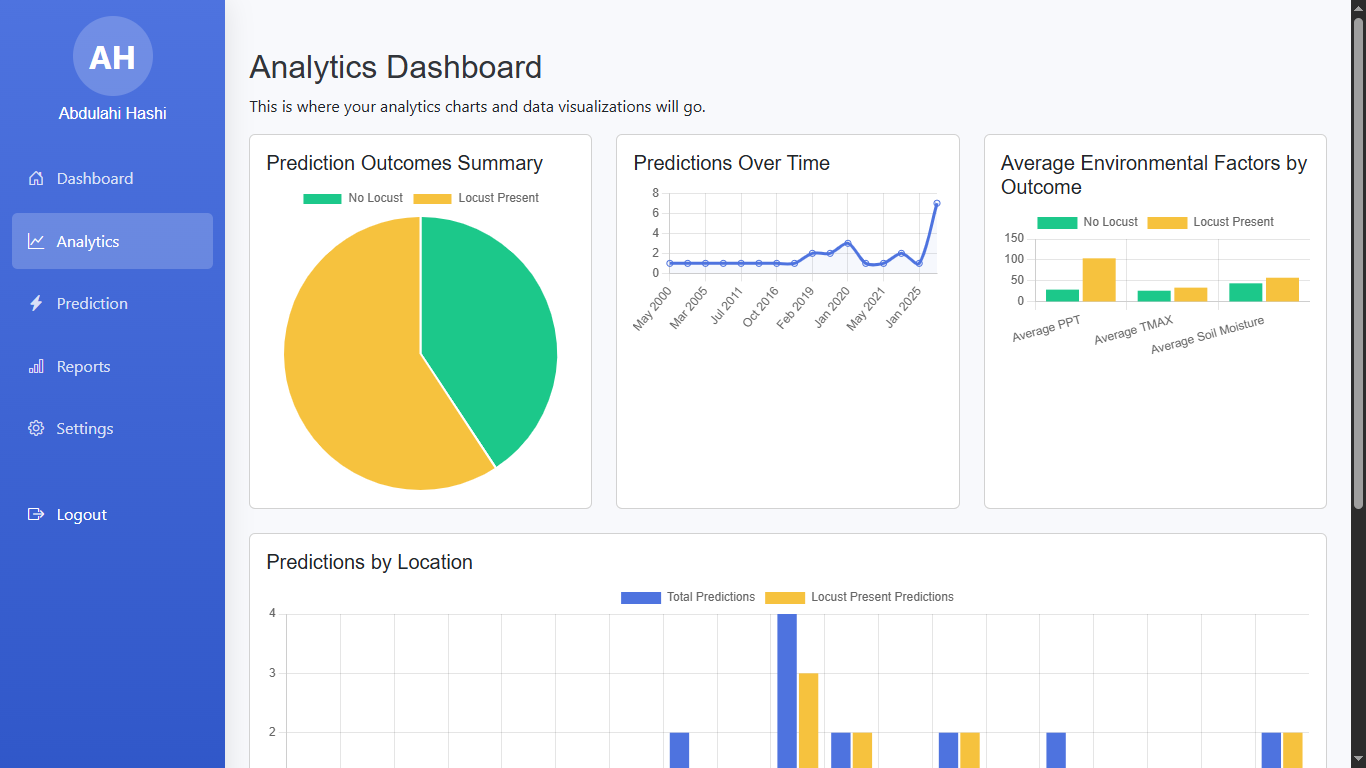 AH
Abdulahi Hashi
Dashboard
Analytics
Prediction
Reports
Settings
Logout
Analytics Dashboard
This is where your analytics charts and data visualizations will go.
Prediction Outcomes Summary
No Locust Locust Present
Predictions Over Time
8
6
4
2
0
May 2000 Mar 2005 Jul 2011 Oct 2016 Feb 2019 Jan 2020 May 2021 Jan 2025
Average Environmental Factors by
Outcome
No Locust Locust Present
150
100
50
0
Average PPT Average TMAX Average Soil Moisture
Predictions by Location
Total Predictions Locust Present Predictions
4
3
2